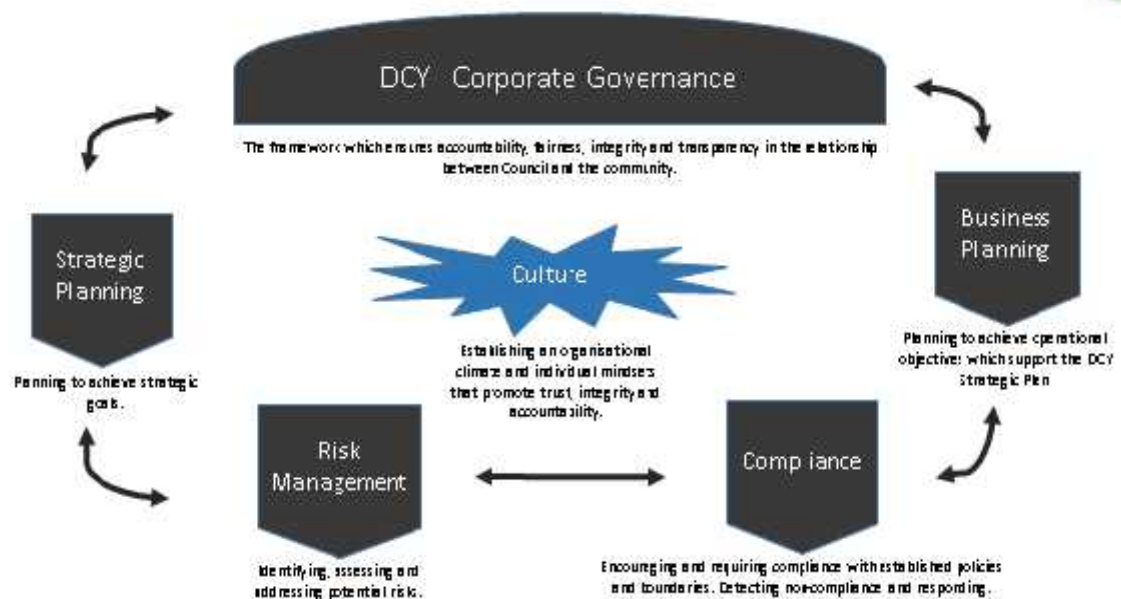 DCY Corporate Governance
The framework which ensures accountability, fairness, integrity and transparency in the relationship
between Council and the community.
Strategic
Planning
Planning to achieve strategic
goals.
Culture
Establishing an organisational
climate and individual mindsets
that promote trust, integrity and
accountability.
Business
Planning
Planning to achieve operational
objectives which support the DCY
Strategic Plan
Risk
Management
Identifying, assessing and
addressing potential risks.
Compliance
Encouraging and requiring compliance with established policies
and boundaries. Detecting non-compliance and responding.